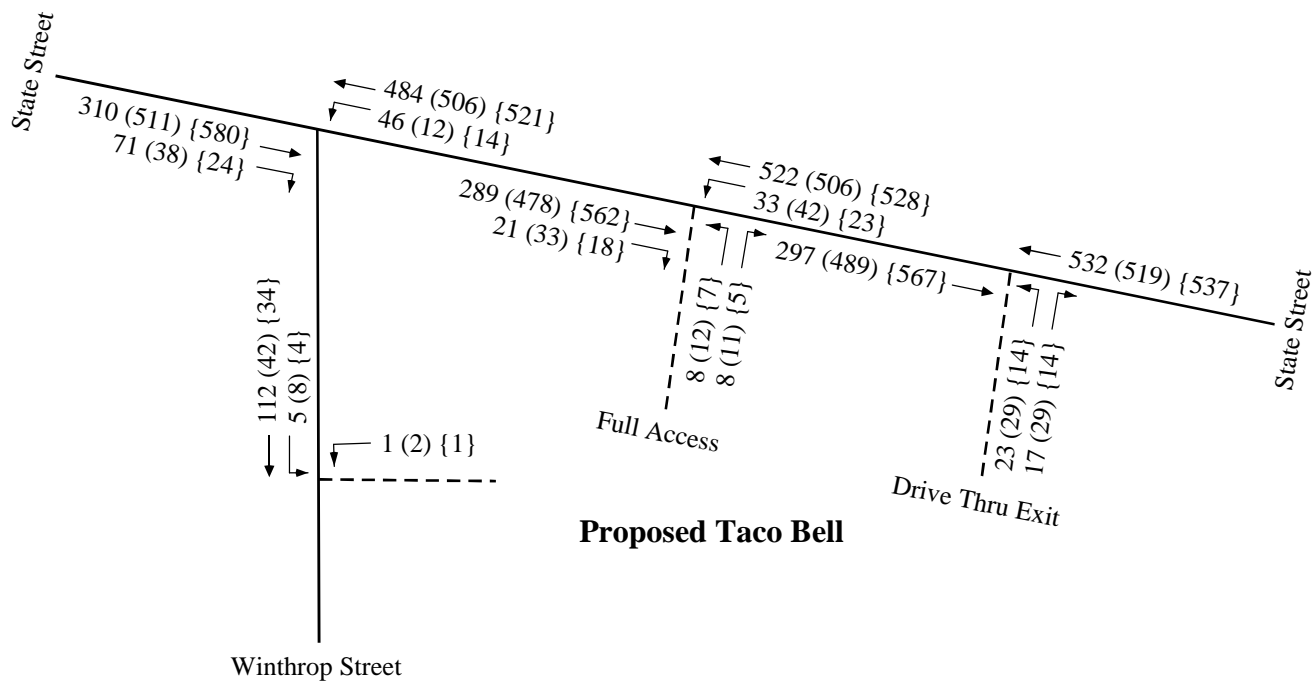 State Street
484 (506) {521}
46 (12) {14}
310 (511) {580}
71 (38) {24}
522 (506) {528}
33 (42) {23}
289 (478) {562}
21 (33) {18}
297 (489) {567}
532 (519) {537}
State Street
112 (42) {34}
5 (8) {4}
8 (12) {7}
8 (11) {5}
23 (29) {14}
17 (29) {14}
Full Access
1 (2) {1}
Drive Thru Exit
Proposed Taco Bell
Winthrop Street